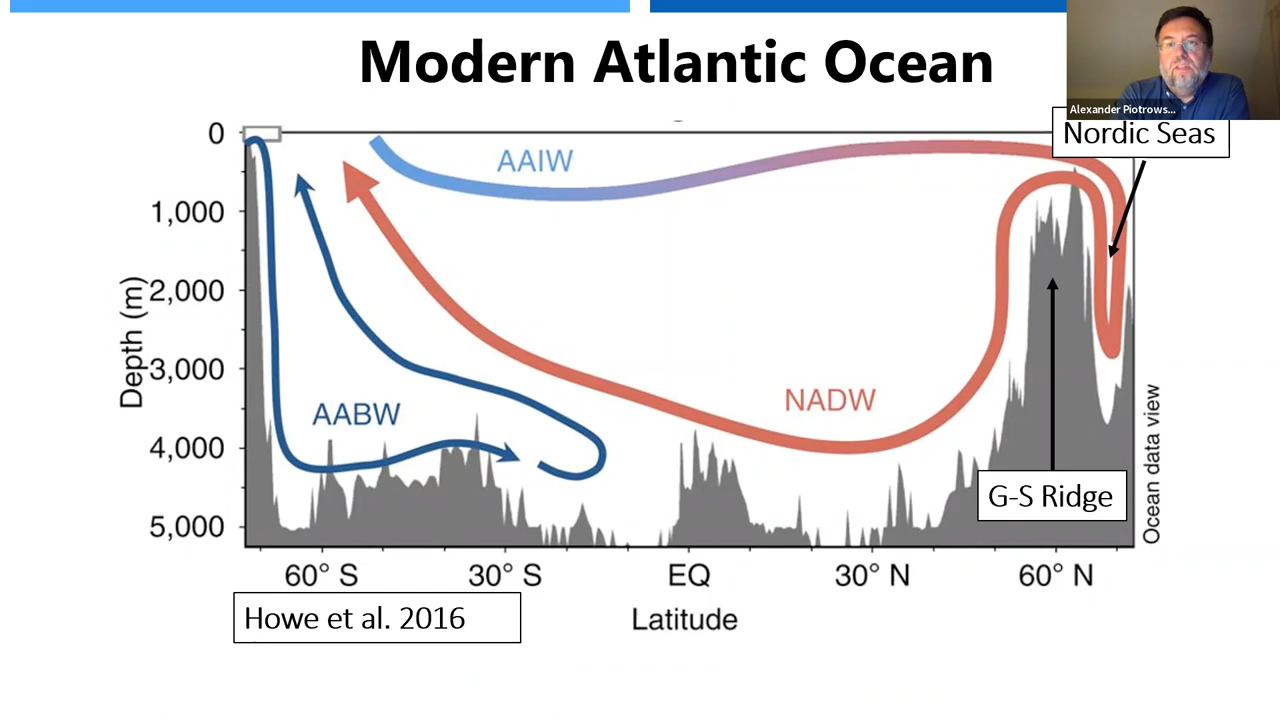 Modern Atlantic Ocean
Alexander Piotrows...
Nordic Seas
0
1,000
2,000
3,000
4,000
5,000
Depth (m)
AAIW
NADW
AABW
G-S Ridge
Ocean data view
60° S
30° S
EQ
30° N
60° N
Latitude
Howe et al. 2016